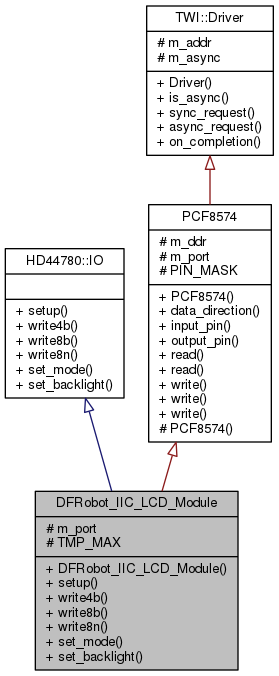 TWI::Driver
# m_addr
# m_async
+ Driver()
+ is_async()
+ sync_request()
+ async_request()
+ on_completion()
PCF8574
# m_ddr
# m_port
# PIN_MASK
+ PCF8574()
+ data_direction()
+ input_pin()
+ output_pin()
+ read()
+ read()
+ write()
+ write()
+ write()
# PCF8574()
HD44780::IO
+ setup()
+ write4b()
+ write8b()
+ write8n()
+ set_mode()
+ set_backlight()
DFRobot_IIC_LCD_Module
# m_port
# TMP_MAX
+ DFRobot_IIC_LCD_Module()
+ setup()
+ write4b()
+ write8b()
+ write8n()
+ set_mode()
+ set_backlight()